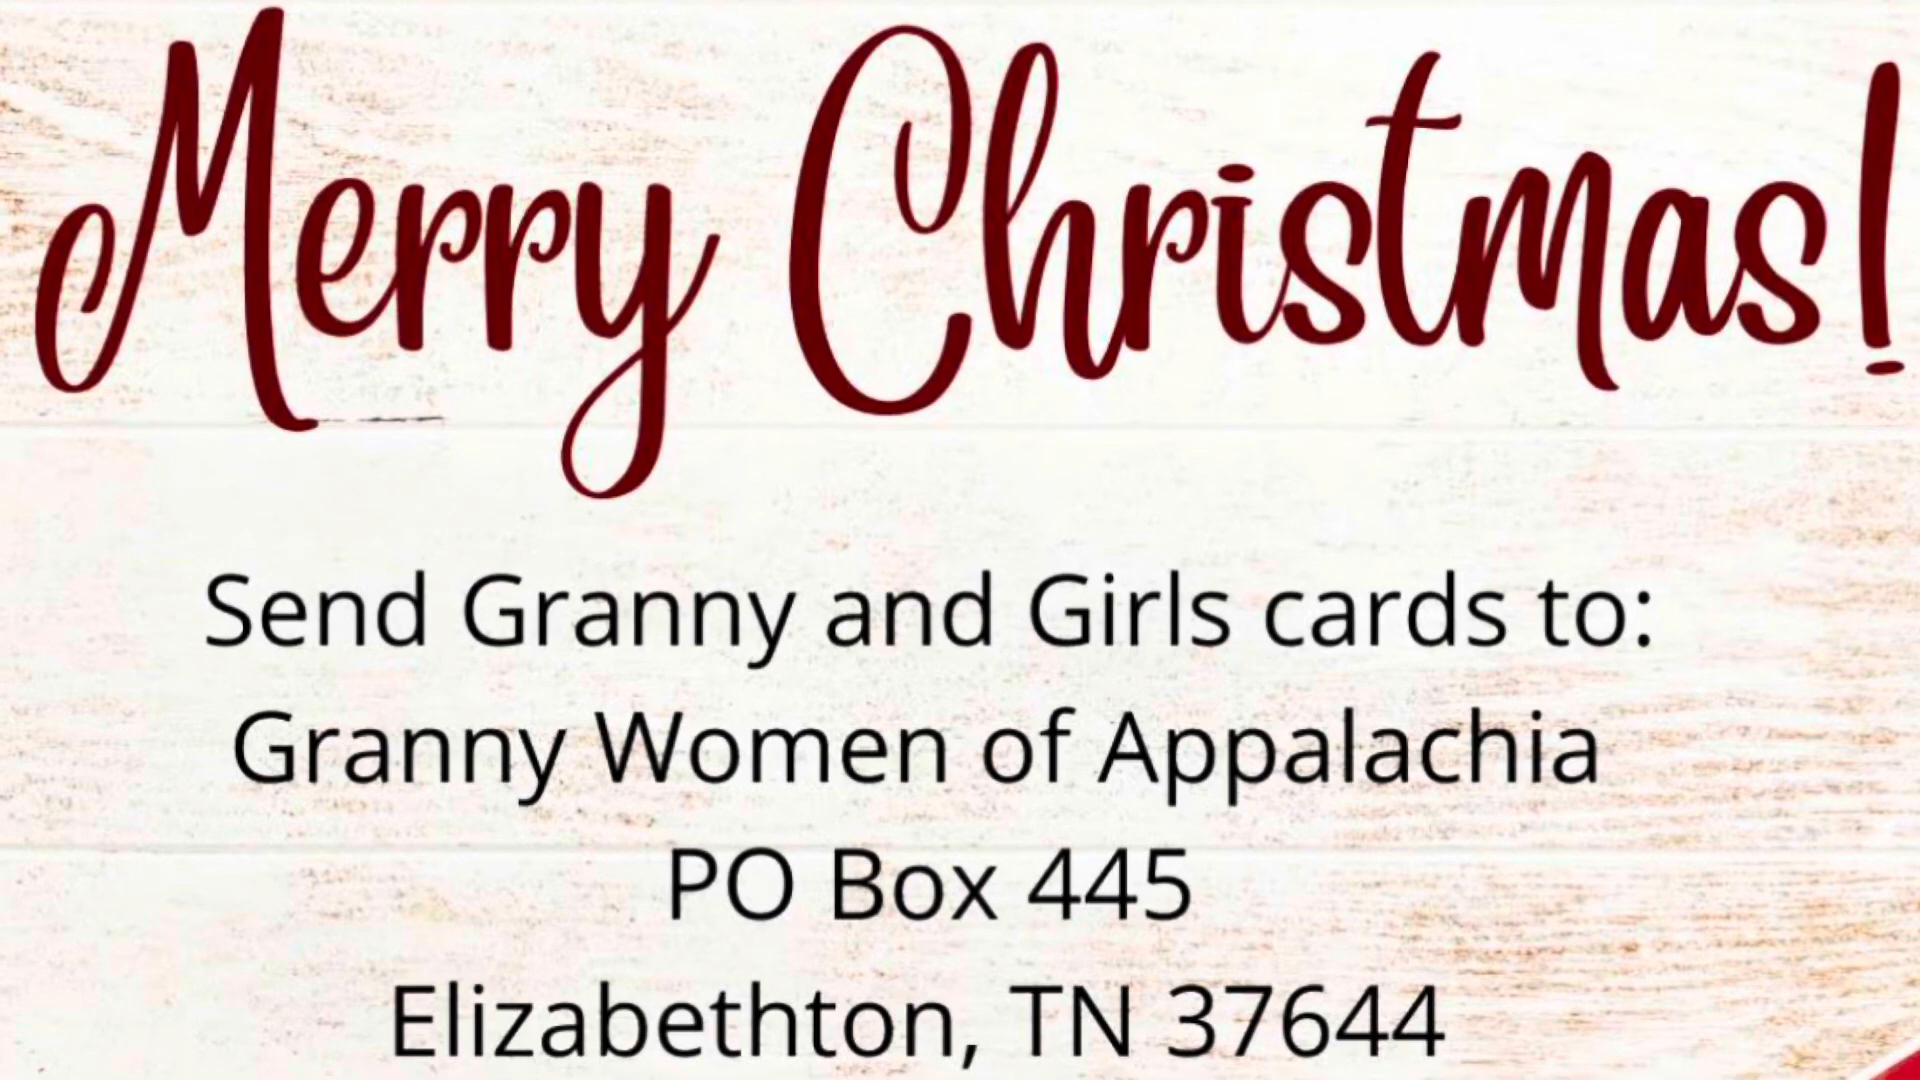 Merry Christmas!
Send Granny and Girls cards to:
Granny Women of Appalachia
PO Box 445
Elizabethton, TN 37644